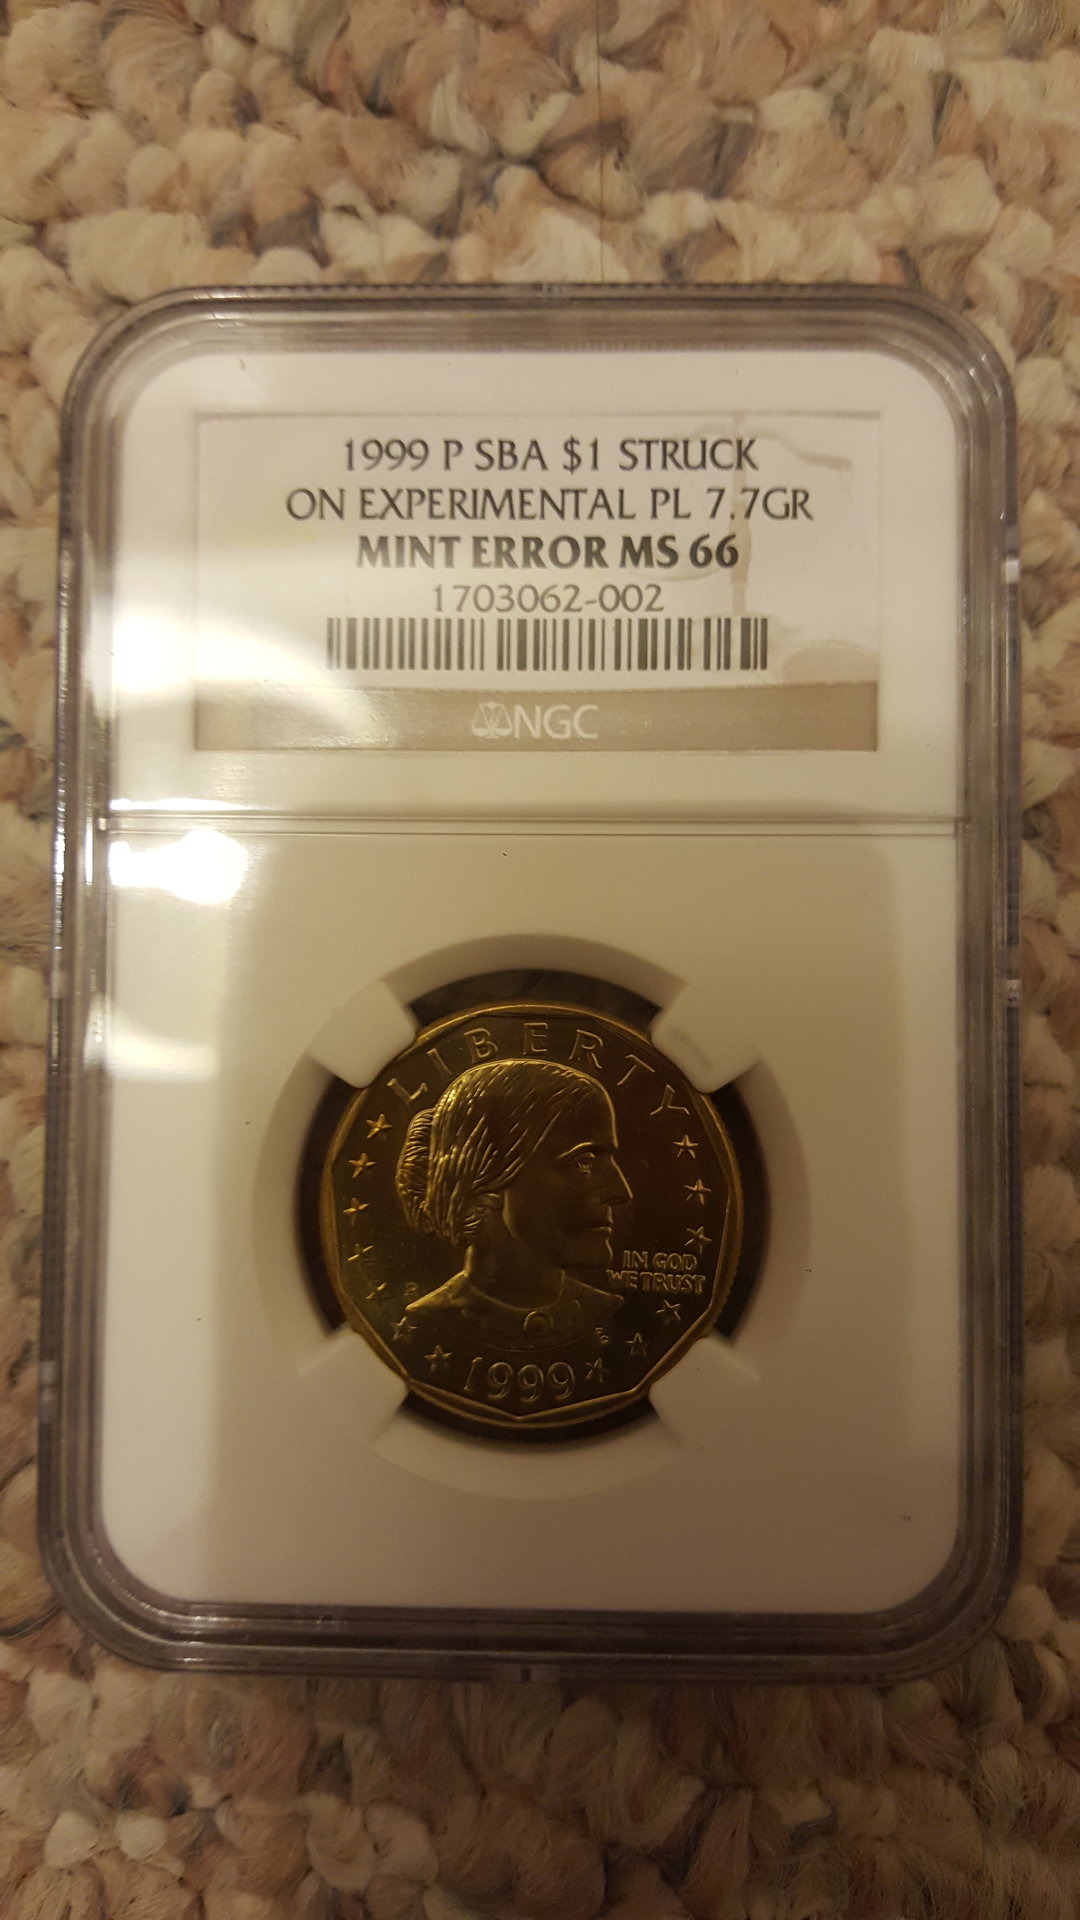 1999 P SBA $1 STRUCK
ON EXPERIMENTAL PL 7.7GR
MINT ERROR MS 66
1703062-002
NGC
LIBERTY
IN GOD
WE TRUST
P
FG
1999